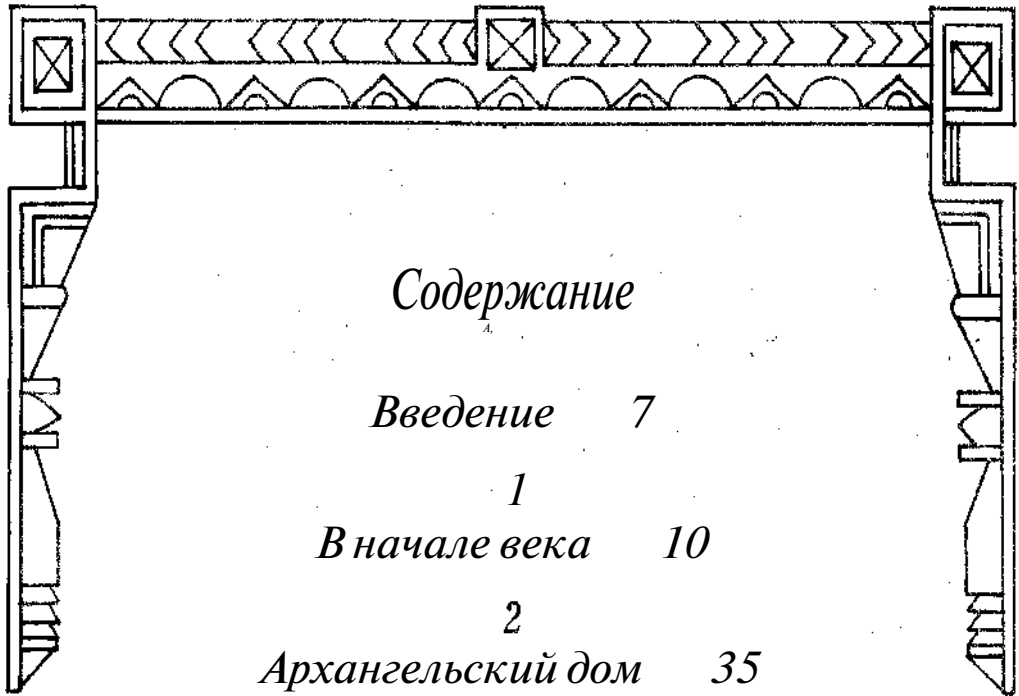 Содержание
Введение 7
1
В начале века 10
2
Архангельский дом 35